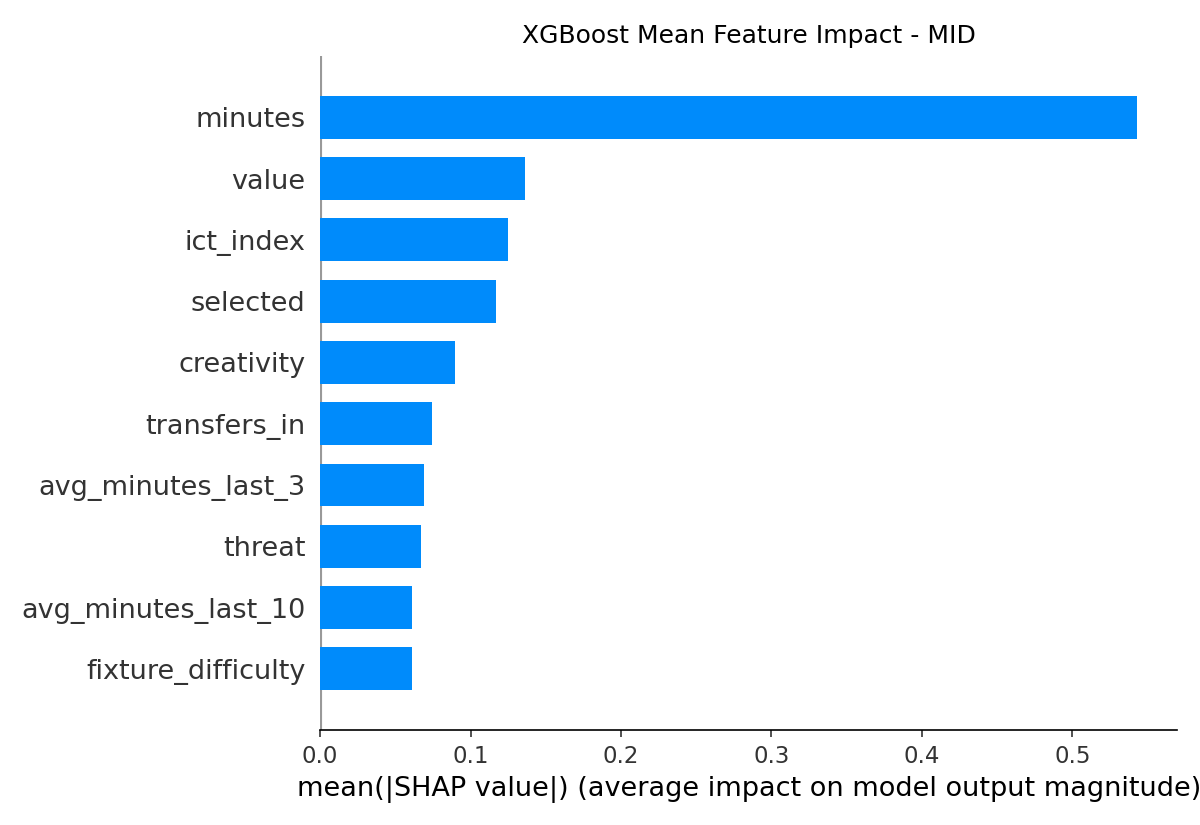 XGBoost Mean Feature Impact - MID
minutes
value
ict_index
selected
creativity
transfers_in
avg_minutes_last_3
threat
avg_minutes_last_10
fixture_difficulty
0.0 0.1 0.2 0.3 0.4 0.5
mean(|SHAP value|) (average impact on model output magnitude)